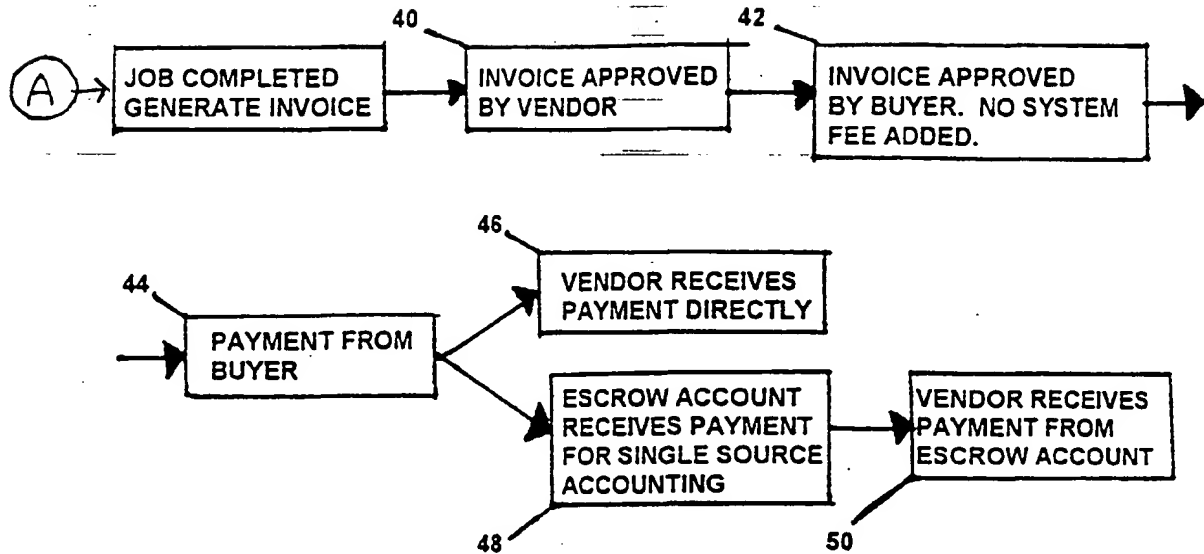 40
42
A
JOB COMPLETED
GENERATE INVOICE
INVOICE APPROVED
BY VENDOR
INVOICE APPROVED
BY BUYER. NO SYSTEM
FEE ADDED.
44
PAYMENT FROM
BUYER
46
VENDOR RECEIVES
PAYMENT DIRECTLY
ESCROW ACCOUNT
RECEIVES PAYMENT
FOR SINGLE SOURCE
ACCOUNTING
48
VENDOR RECEIVES
PAYMENT FROM
ESCROW ACCOUNT
50